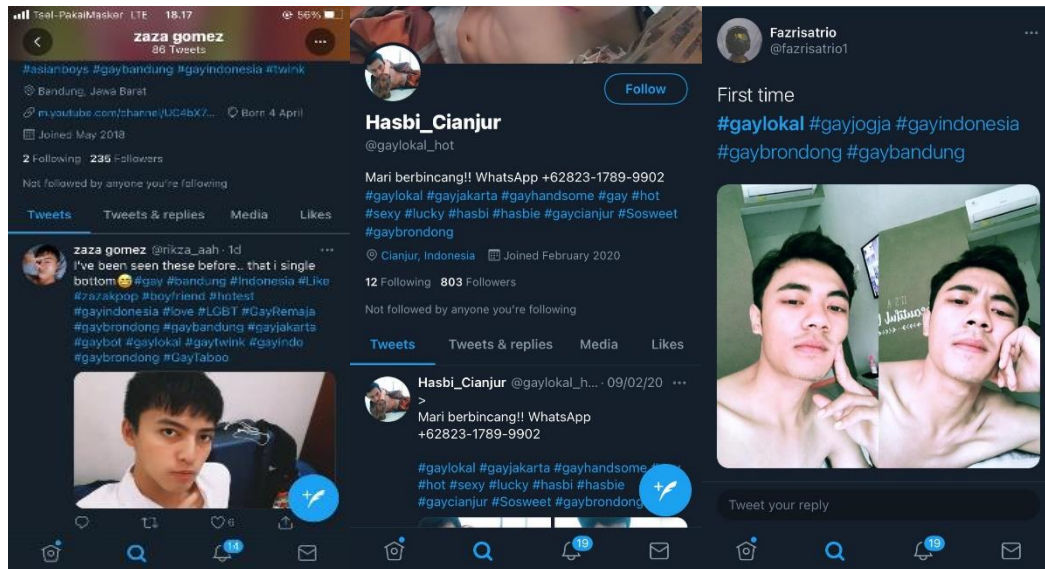 Tsel-PakaiMasker LTE 18.17 56%
zaza gomez
86 Tweets
#asianboys #gaybandung #gayindonesia #twink
Bandung, Jawa Barat
m.youtube.com/channel/UC4bX7... Born 4 April
Joined May 2018
2 Following 235 Followers
Not followed by anyone you're following
Tweets Tweets & replies Media Likes
zaza gomez @rikza_aah · 1d
I've been seen these before.. that i single
bottom😅#gay #bandung #Indonesia #Like
#zazakpop #boyfriend #hotest
#gayindonesia #love #LGBT #GayRemaja
#gaybrondong #gaybandung #gayjakarta
#gaybot #gaylokal #gaytwink #gayindo
#gaybrondong #GayTaboo
6
14
Follow
Hasbi_Cianjur
@gaylokal_hot
Mari berbincang!! WhatsApp +62823-1789-9902
#gaylokal #gayjakarta #gayhandsome #gay #hot
#sexy #lucky #hasbi #hasbie #gaycianjur #Sosweet
#gaybrondong
Cianjur, Indonesia Joined February 2020
12 Following 803 Followers
Not followed by anyone you're following
Tweets Tweets & replies Media Likes
Hasbi_Cianjur @gaylokal_h... · 09/02/20
>
Mari berbincang!! WhatsApp
+62823-1789-9902
#gaylokal #gayjakarta #gayhandsome
#hot #sexy #lucky #hasbi #hasbie
#gaycianjur #Sosweet #gaybrondong
19
Fazrisatrio
@fazrisatrio1
First time
#gaylokal #gayjogja #gayindonesia
#gaybrondong #gaybandung
Tweet your reply
19